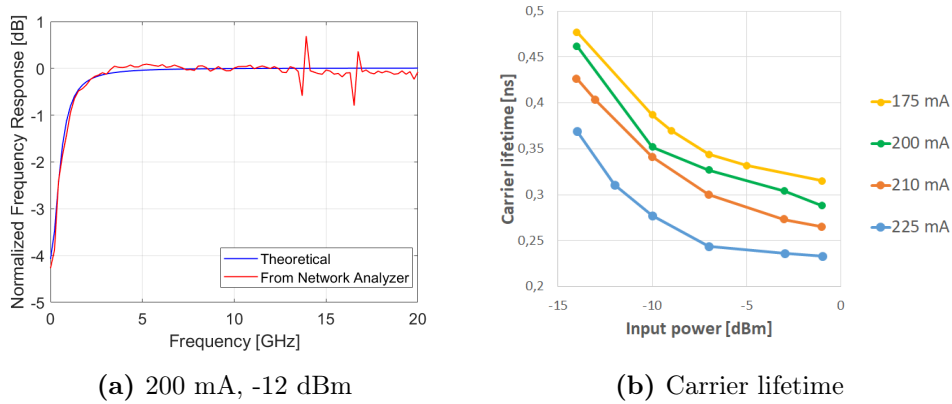 1
0
-1
-2
-3
-4
-5
Normalized Frequency Response [dB]
Theoretical
From Network Analyzer
0
5
10
15
20
Frequency [GHz]
(a) 200 mA, -12 dBm
0,5
0,45
0,4
0,35
0,3
0,25
0,2
Carrier lifetime [ns]
-15
-10
-5
0
Input power [dBm]
175 mA
200 mA
210 mA
225 mA
(b) Carrier lifetime